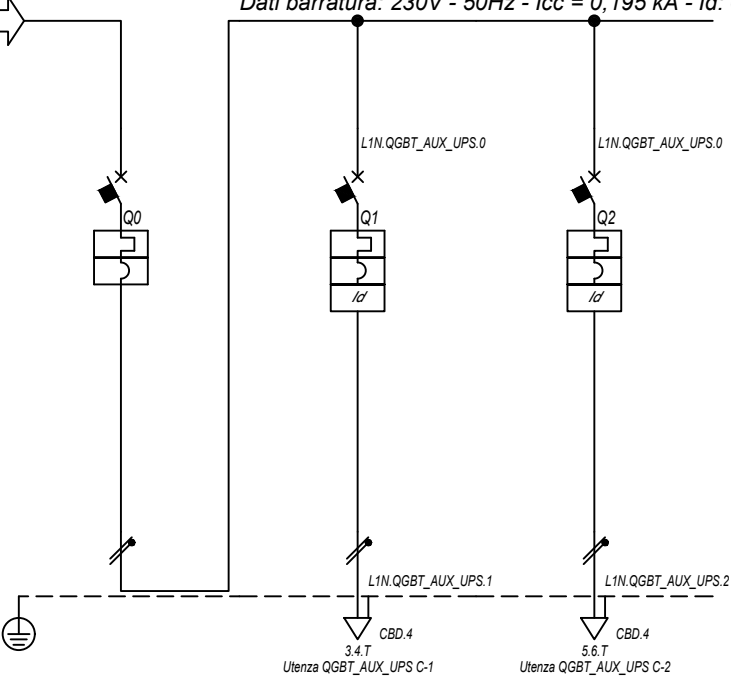 Dati barratura: 230V - 50Hz - Icc = 0,195 kA - Id:
L1N.QGBT_AUX_UPS.0
L1N.QGBT_AUX_UPS.0
Q0
Q1
Q2
Id
Id
L1N.QGBT_AUX_UPS.1
L1N.QGBT_AUX_UPS.2
CBD.4
CBD.4
3.4.T
5.6.T
Utenza QGBT_AUX_UPS C-1
Utenza QGBT_AUX_UPS C-2